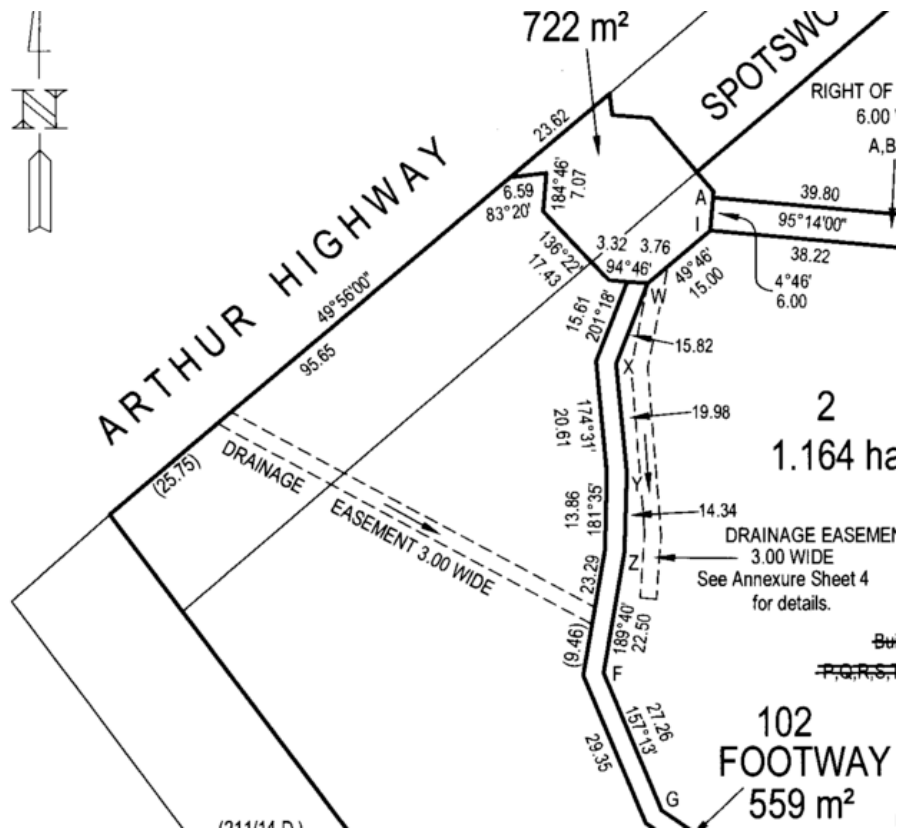 722 m²
SPOTSWO
RIGHT OF
6.00
A,B
N
23.62
ARTHUR HIGHWAY
6.59
83°20'
184°46'
7.07
39.80
A
95°14'00"
I
38.22
4°46'
6.00
136°22'
17.43
3.32 3.76
94°46'
49°46'
15.00
49°56'00"
95.65
15.61
201°18'
W
15.82
X
19.98
2
1.164 ha
174°31'
20.61
(25.75)
DRAINAGE
EASEMENT 3.00 WIDE
13.86
181°35'
Y
14.34
DRAINAGE EASEMEN
3.00 WIDE
See Annexure Sheet 4
for details.
Z
23.29
(9.46)
189°40'
22.50
F
Bu
P,Q,R,S,T
27.26
157°13'
29.35
102
FOOTWAY
559 m²
G